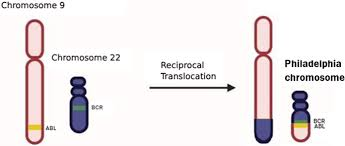 Chromosome 9
Chromosome 22
BCR
ABL
Reciprocal
Translocation
Philadelphia
chromosome
BCR
ABL